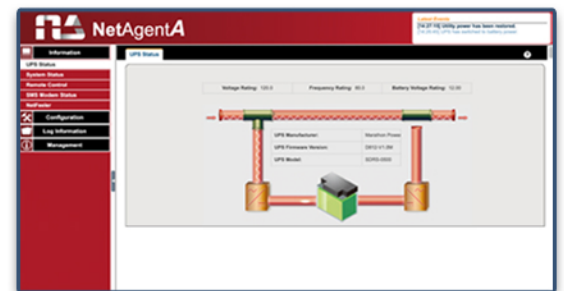 NetAgentA
Latest Events
[14:37:15] Utility power has been restored.
UPS has switched to battery power
Information
UPS Status
System Status
Remote Control
SMS Modem Status
NetFeeler
Configuration
Log Information
Management
UPS Status
Voltage Rating: 120.0 Frequency Rating: 60.0 Battery Voltage Rating: 12.00
UPS Manufacturer: Marathon Power
UPS Firmware Version:
UPS Model: